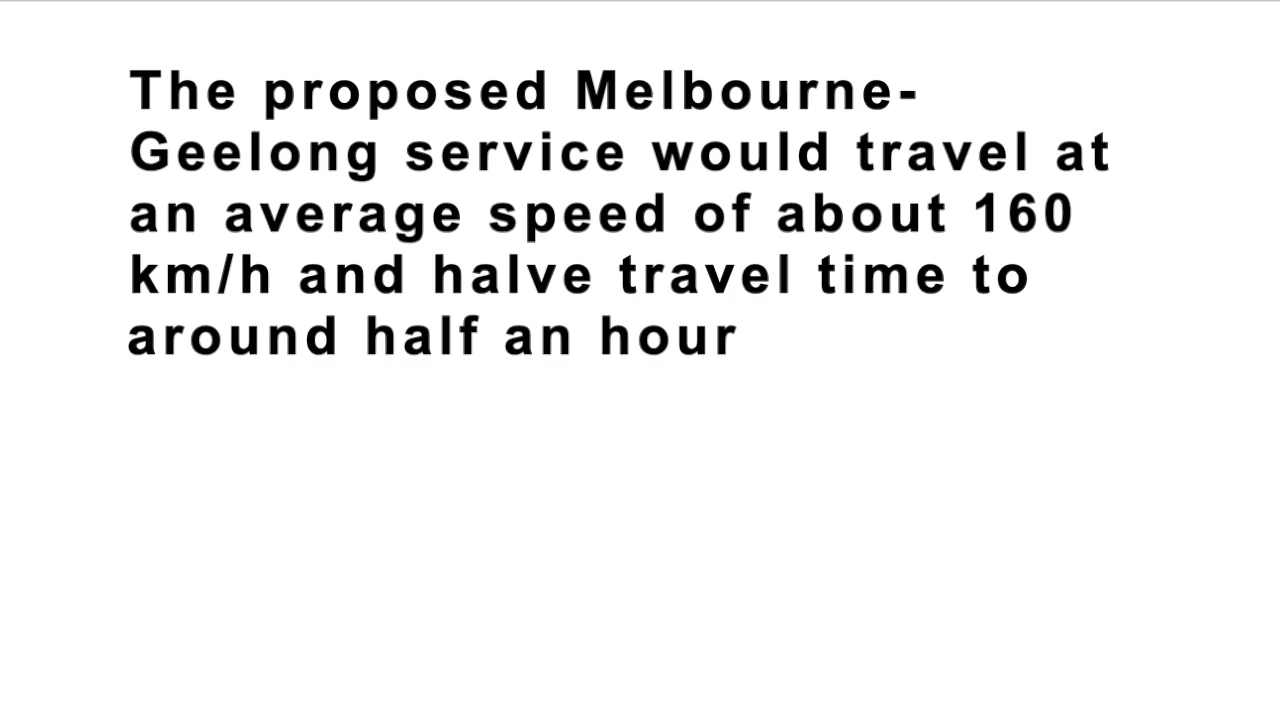 The proposed Melbourne-
Geelong service would travel at
an average speed of about 160
km/h and halve travel time to
around half an hour